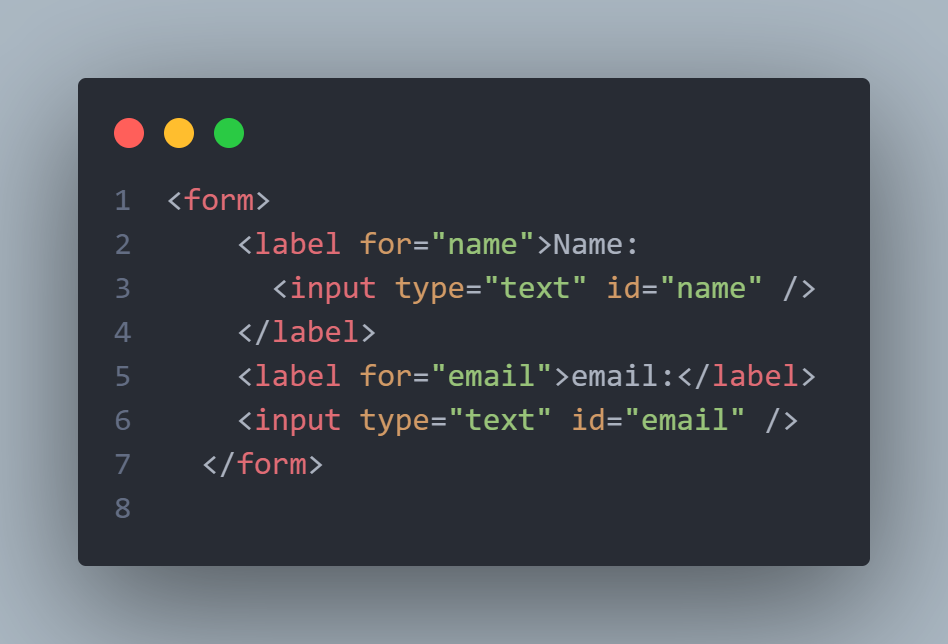 1 <form>
2     <label for="name">Name:
3       <input type="text" id="name" />
4     </label>
5     <label for="email">email:</label>
6     <input type="text" id="email" />
7   </form>
8